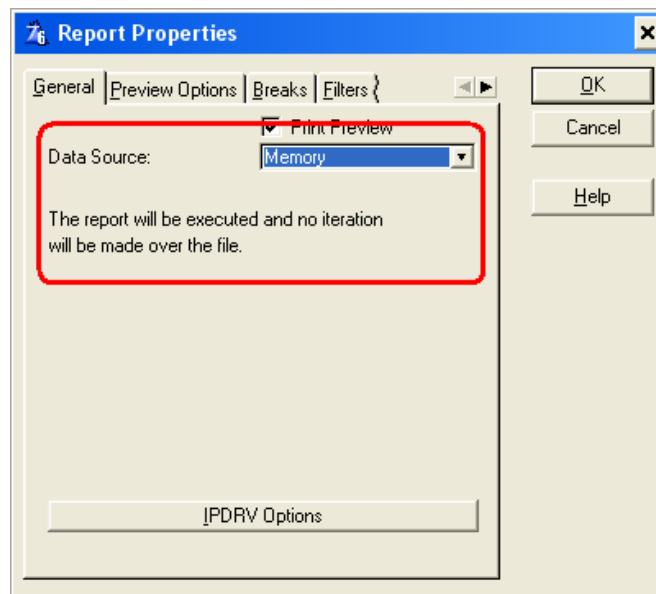 Report Properties
General Preview Options Breaks Filters
OK
Print Preview
Cancel
Data Source: Memory
Help
The report will be executed and no iteration
will be made over the file.
IPDRV Options